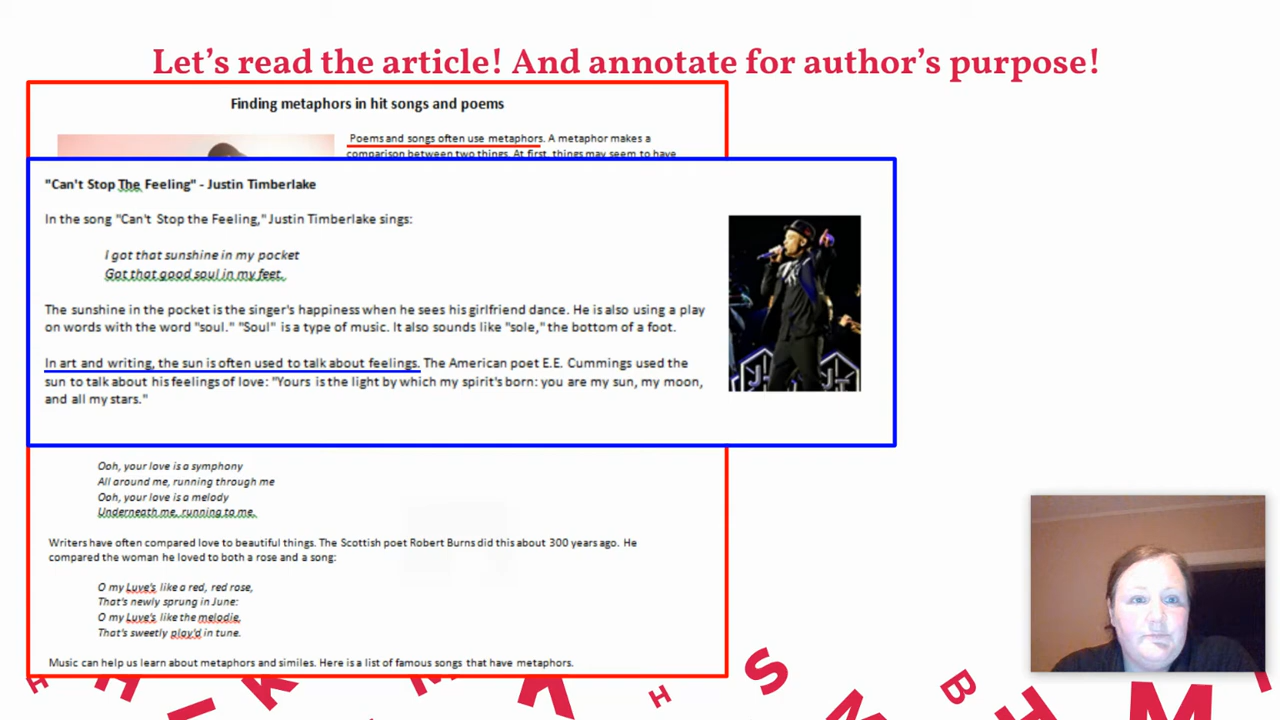 Let's read the article! And annotate for author's purpose!
Finding metaphors in hit songs and poems
Poems and songs often use metaphors. A metaphor makes a
comparison between two things. At first, things may seem to have
"Can't Stop The Feeling" - Justin Timberlake
In the song "Can't Stop the Feeling," Justin Timberlake sings:
I got that sunshine in my pocket
Got that good soul in my feet.
The sunshine in the pocket is the singer's happiness when he sees his girlfriend dance. He is also using a play
on words with the word "soul." "Soul" is a type of music. It also sounds like "sole," the bottom of a foot.
In art and writing, the sun is often used to talk about feelings. The American poet E.E. Cummings used the
sun to talk about his feelings of love: "Yours is the light by which my spirit's born: you are my sun, my moon,
and all my stars."
Ooh, your love is a symphony
All around me, running through me
Ooh, your love is a melody
Underneath me, running to me.
Writers have often compared love to beautiful things. The Scottish poet Robert Burns did this about 300 years ago. He
compared the woman he loved to both a rose and a song:
O my Luve's like a red, red rose,
That's newly sprung in June:
O my Luve's like the melodie,
That's sweetly play'd in tune.
Music can help us learn about metaphors and similes. Here is a list of famous songs that have metaphors.